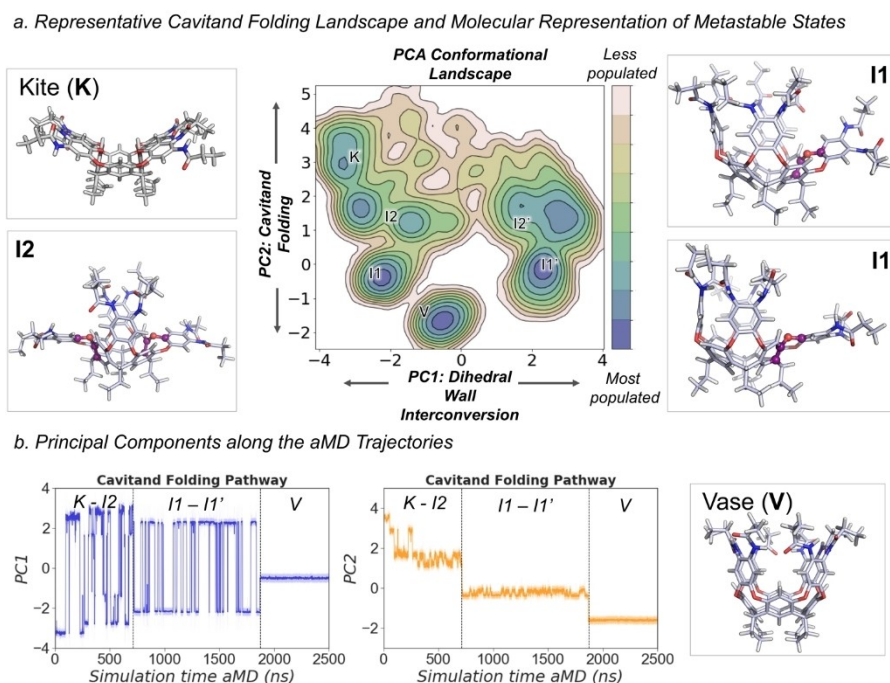 a. Representative Cavitand Folding Landscape and Molecular Representation of Metastable States
Kite (K)
I2
PCA Conformational
Landscape
Less
populated
PC2: Cavitand
Folding
5
4
3
2
1
0
−1
−2
K
I2
I2'
I1
I1'
V
−4
−2
0
2
4
PC1: Dihedral
Wall
Interconversion
Most
populated
I1
I1
b. Principal Components along the aMD Trajectories
Cavitand Folding Pathway
K - I2
I1 – I1'
V
PC1
4
2
0
−2
−4
0
500
1000
1500
2000
2500
Simulation time aMD (ns)
Cavitand Folding Pathway
K - I2
I1 – I1'
V
PC2
4
2
0
−2
0
500
1000
1500
2000
2500
Simulation time aMD (ns)
Vase (V)